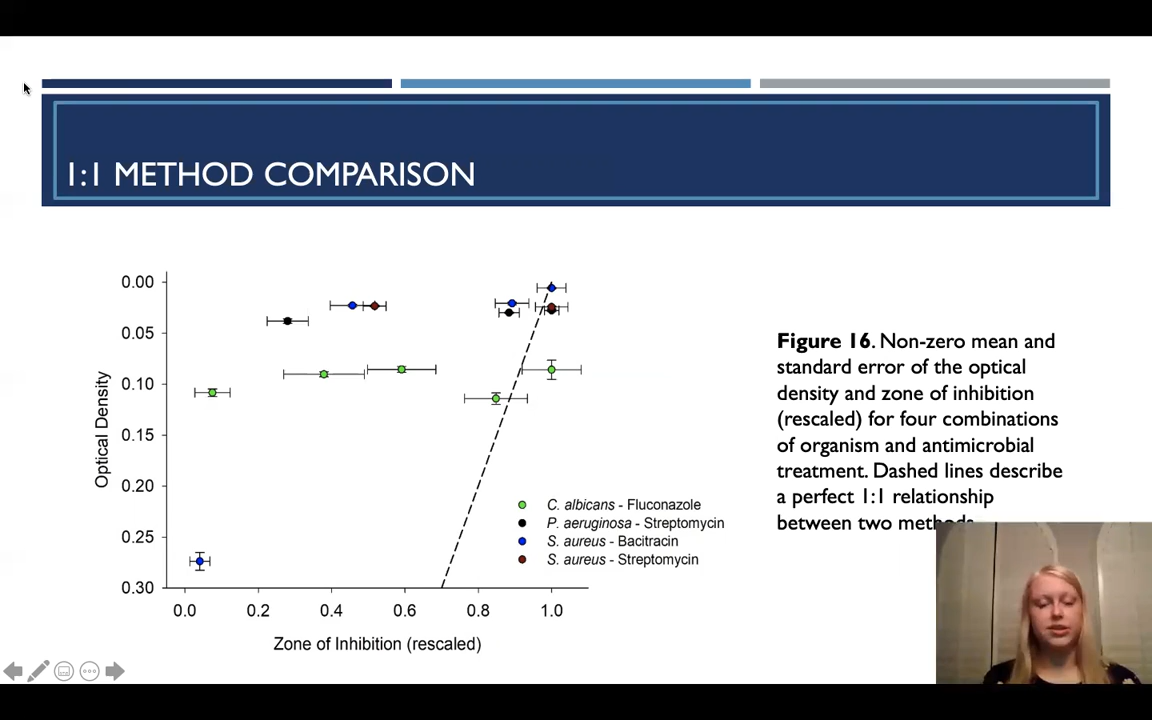 1:1 METHOD COMPARISON
0.00
0.05
0.10
0.15
0.20
0.25
0.30
Optical Density
0.0
0.2
0.4
0.6
0.8
1.0
Zone of Inhibition (rescaled)
C. albicans - Fluconazole
P. aeruginosa - Streptomycin
S. aureus - Bacitracin
S. aureus - Streptomycin
Figure 16. Non-zero mean and
standard error of the optical
density and zone of inhibition
(rescaled) for four combinations
of organism and antimicrobial
treatment. Dashed lines describe
a perfect 1:1 relationship
between two methods.